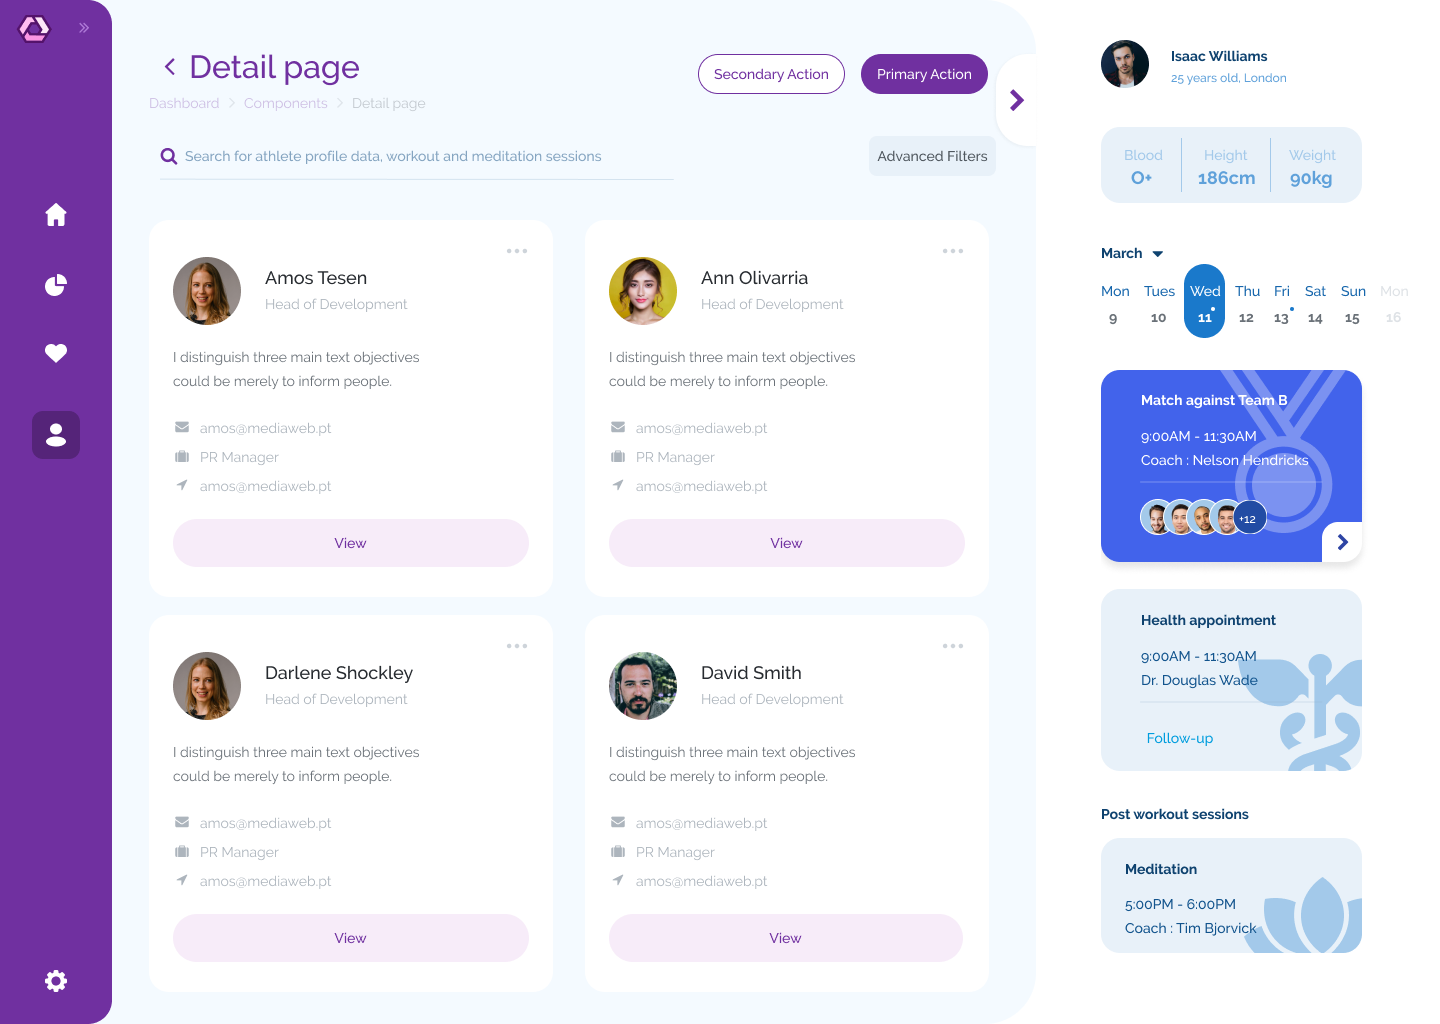 Detail page
Dashboard Components Detail page
Secondary Action
Primary Action
Search for athlete profile data, workout and meditation sessions
Advanced Filters
Amos Tesen
Head of Development
I distinguish three main text objectives
could be merely to inform people.
amos@mediaweb.pt
PR Manager
amos@mediaweb.pt
View
Ann Olivarria
Head of Development
I distinguish three main text objectives
could be merely to inform people.
amos@mediaweb.pt
PR Manager
amos@mediaweb.pt
View
Darlene Shockley
Head of Development
I distinguish three main text objectives
could be merely to inform people.
amos@mediaweb.pt
PR Manager
amos@mediaweb.pt
View
David Smith
Head of Development
I distinguish three main text objectives
could be merely to inform people.
amos@mediaweb.pt
PR Manager
amos@mediaweb.pt
View
Isaac Williams
25 years old, London
Blood Height Weight
O+ 186cm 90kg
March
Mon Tues Wed Thu Fri Sat Sun Mon
9 10 11 12 13 14 15 16
Match against Team B
9:00AM - 11:30AM
Coach : Nelson Hendricks
+12
Health appointment
9:00AM - 11:30AM
Dr. Douglas Wade
Follow-up
Post workout sessions
Meditation
5:00PM - 6:00PM
Coach : Tim Bjorvick